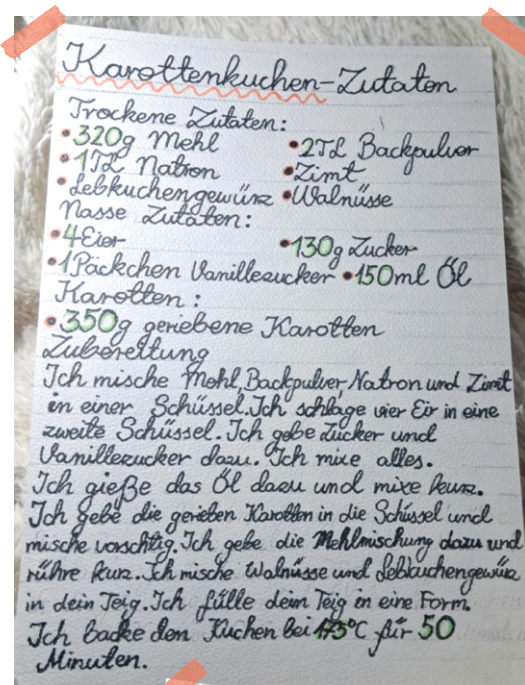 Karottenkuchen-Zutaten
Trockene Zutaten:
•320g Mehl •2TL Backpulver
•1TL Natron •Zimt
•Lebkuchengewürz •Walnüsse
Nasse Zutaten:
•4Eier •130g Zucker
•1Päckchen Vanillezucker •150ml Öl
Karotten:
•350g geriebene Karotten
Zubereitung
Ich mische Mehl, Backpulver, Natron und Zimt
in einer Schüssel. Ich schlage vier Eir in eine
zweite Schüssel. Ich gebe Zucker und
Vanillezucker dazu. Ich mixe alles.
Ich gieße das Öl dazu und mixe kurz.
Ich gebe die gerieben Karotten in die Schüssel und
mische vorschtig. Ich gebe die Mehlmischung dazu und
rühre kurz. Ich mische Walnüsse und Lebkuchengewürz
in dein Teig. Ich fülle dein Teig in eine Form.
Ich backe den Kuchen bei 175°C für 50
Minuten.